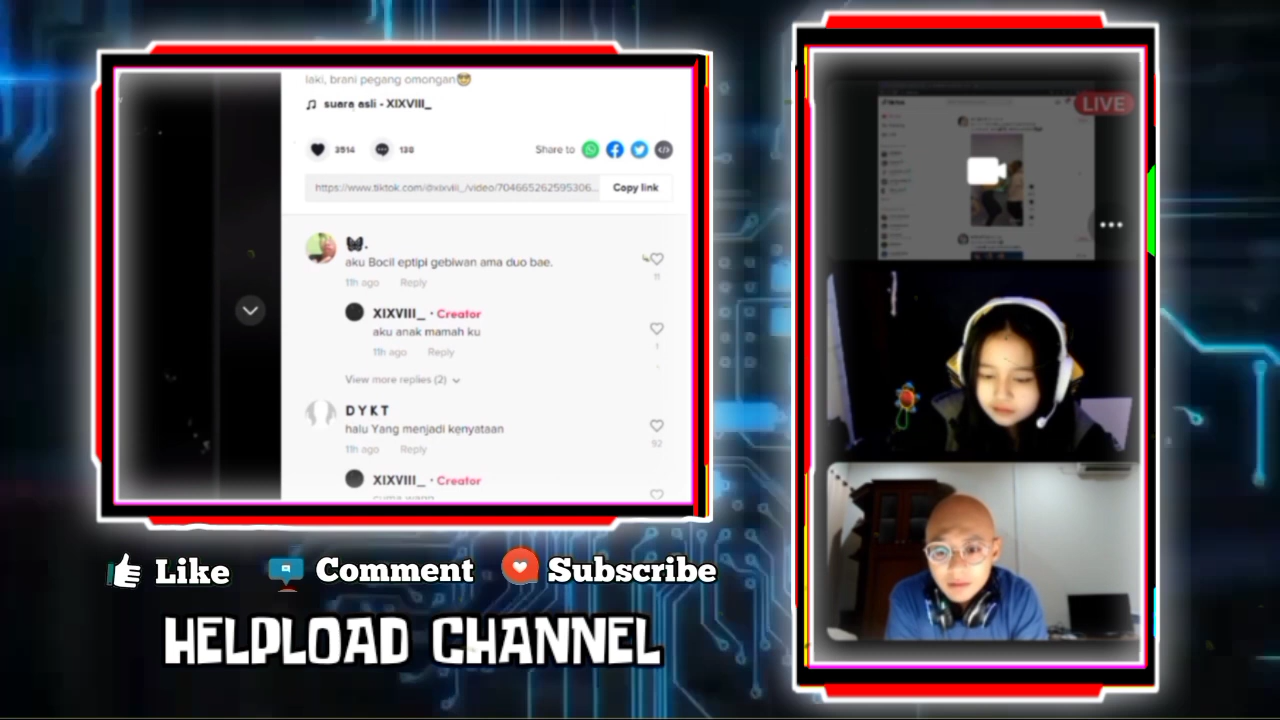 laki, brani pegang omongan🤓
suara asli - XIXVIII_
3514 138 Share to
https://www.tiktok.com/@xixviii_/video/704665262595306... Copy link
🦋.
aku Bocil eptipi gebiwan ama duo bae.
11
11h ago Reply
XIXVIII_ · Creator
aku anak mamah ku
1
11h ago Reply
View more replies (2)
D Y K T
halu Yang menjadi kenyataan
92
11h ago Reply
XIXVIII_ · Creator
LIVE
Like Comment Subscribe
HELPLOAD CHANNEL